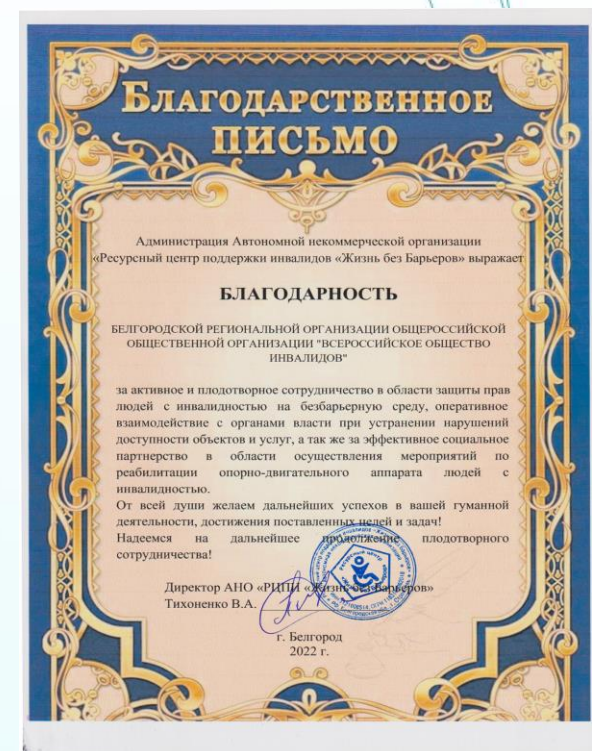 БЛАГОДАРСТВЕННОЕ
ПИСЬМО
Администрация Автономной некоммерческой организации
«Ресурсный центр поддержки инвалидов «Жизнь без Барьеров» выражает
БЛАГОДАРНОСТЬ
БЕЛГОРОДСКОЙ РЕГИОНАЛЬНОЙ ОРГАНИЗАЦИИ ОБЩЕРОССИЙСКОЙ
ОБЩЕСТВЕННОЙ ОРГАНИЗАЦИИ "ВСЕРОССИЙСКОЕ ОБЩЕСТВО
ИНВАЛИДОВ"
за активное и плодотворное сотрудничество в области защиты прав
людей с инвалидностью на безбарьерную среду, оперативное
взаимодействие с органами власти при устранении нарушений
доступности объектов и услуг, а так же за эффективное социальное
партнерство в области осуществления мероприятий по
реабилитации опорно-двигательного аппарата людей с
инвалидностью.
От всей души желаем дальнейших успехов в вашей гуманной
деятельности, достижения поставленных целей и задач!
Надеемся на дальнейшее продолжение плодотворного
сотрудничества!
Директор АНО «РЦПИ «Жизнь без Барьеров»
Тихоненко В.А.
г. Белгород
2022 г.